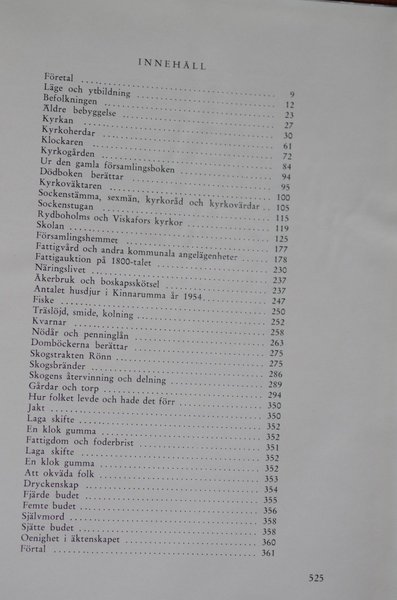 INNEHÅLL
Företal 9
Läge och ytbildning 12
Befolkningen 23
Äldre bebyggelse 27
Kyrkan 30
Kyrkoherdar 61
Klockaren 72
Kyrkogården 84
Ur den gamla församlingsboken 94
Dödboken berättar 95
Kyrkoväktaren 100
Sockenstämma, sexmän, kyrkoråd och kyrkovärdar 105
Sockenstugan 115
Rydboholms och Viskafors kyrkor 119
Skolan 125
Församlingshemmet 177
Fattigvård och andra kommunala angelägenheter 178
Fattigauktion på 1800-talet 230
Näringslivet 237
Åkerbruk och boskapsskötsel 237
Antalet husdjur i Kinnarumma år 1954 247
Fiske 250
Träslöjd, smide, kolning 252
Kvarnar 258
Nödår och penninglån 263
Domböckerna berättar 275
Skogstrakten Rönn 275
Skogsbränder 286
Skogens återvinning och delning 289
Gårdar och torp 294
Hur folket levde och hade det förr 350
Jakt 350
Laga skifte 352
En klok gumma 352
Fattigdom och foderbrist 351
Laga skifte 352
En klok gumma 352
Att okväda folk 353
Dryckenskap 354
Fjärde budet 355
Femte budet 356
Självmord 358
Sjätte budet 358
Oenighet i äktenskapet 360
Förtal 361
525